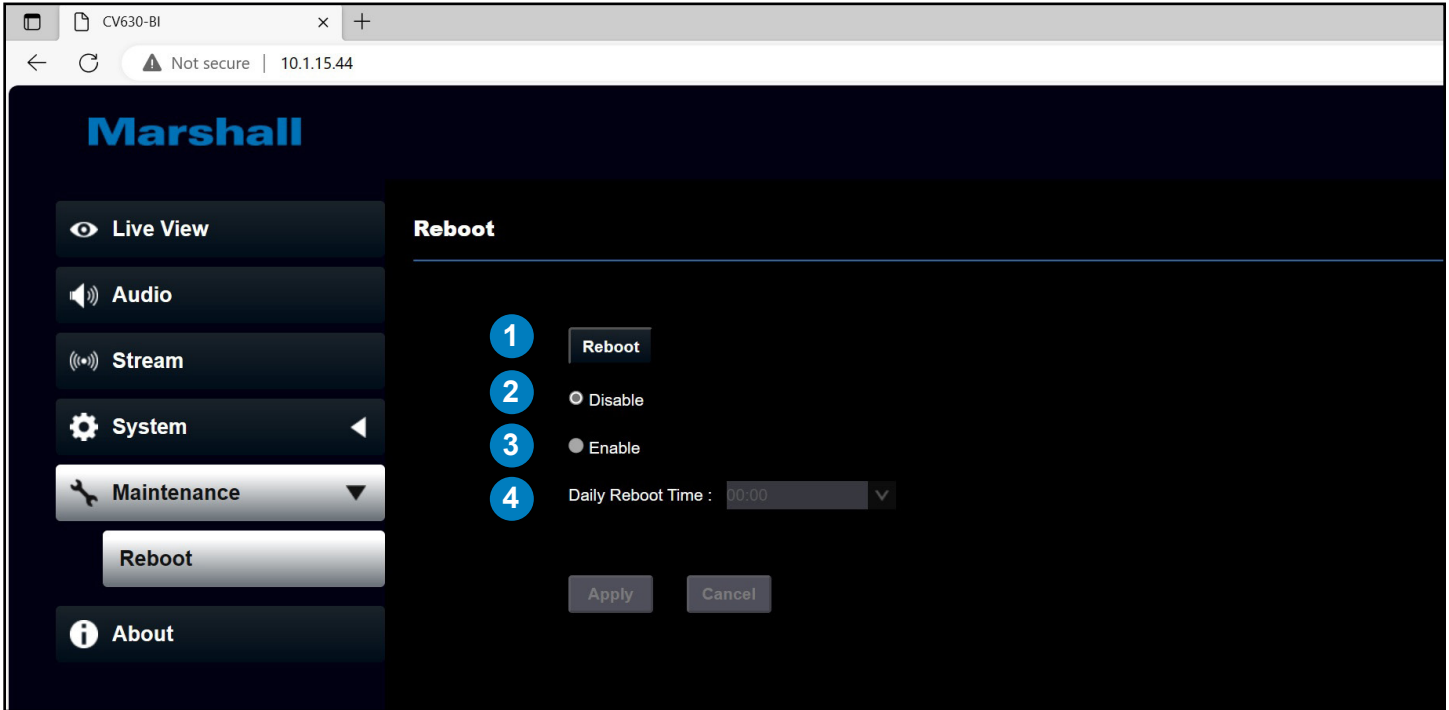 CV630-BI
Not secure | 10.1.15.44
Marshall
Live View
Audio
Stream
System
Maintenance
Reboot
About
Reboot
1 Reboot
2 Disable
3 Enable
4 Daily Reboot Time : 00:00
Apply Cancel